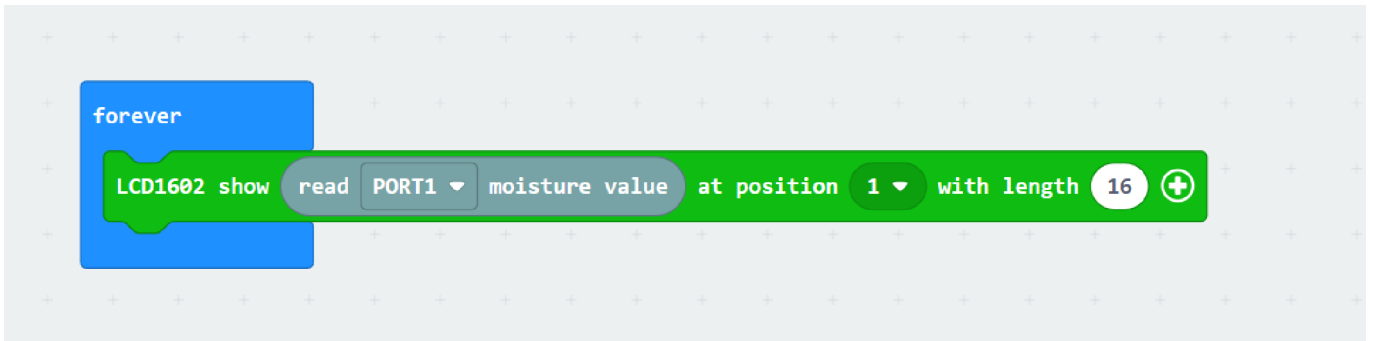 forever
LCD1602 show read PORT1 moisture value at position 1 with length 16